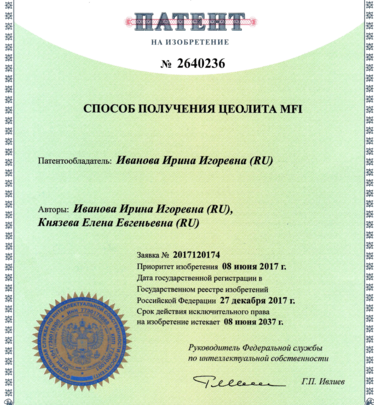 ПАТЕНТ
НА ИЗОБРЕТЕНИЕ
№ 2640236
СПОСОБ ПОЛУЧЕНИЯ ЦЕОЛИТА MFI
Патентообладатель: Иванова Ирина Игоревна (RU)
Авторы: Иванова Ирина Игоревна (RU),
Князева Елена Евгеньевна (RU)
Заявка № 2017120174
Приоритет изобретения 08 июня 2017 г.
Дата государственной регистрации в
Государственном реестре изобретений
Российской Федерации 27 декабря 2017 г.
Срок действия исключительного права
на изобретение истекает 08 июня 2037 г.
Руководитель Федеральной службы
по интеллектуальной собственности
Г.П. Ивлиев